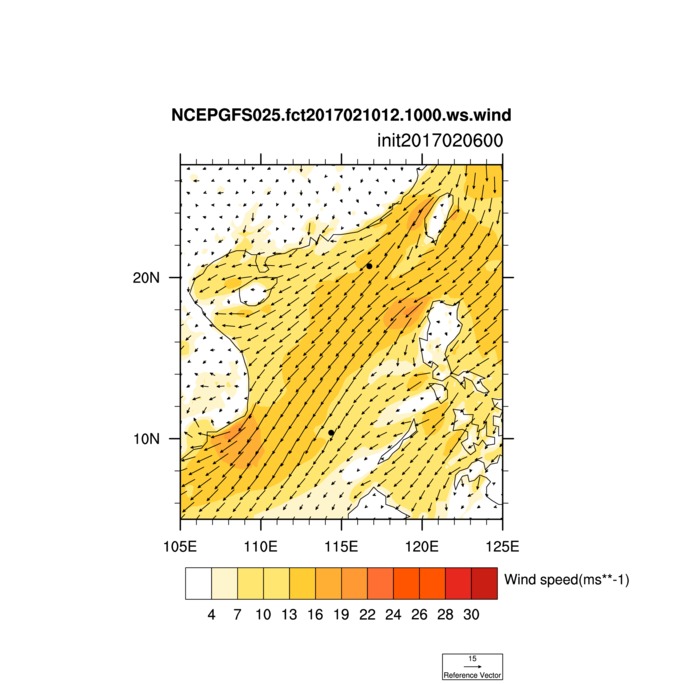 NCEPGFS025.fct2017021012.1000.ws.wind
init2017020600
20N
10N
105E 110E 115E 120E 125E
Wind speed(ms**-1)
4 7 10 13 16 19 22 24 26 28 30
15
Reference Vector